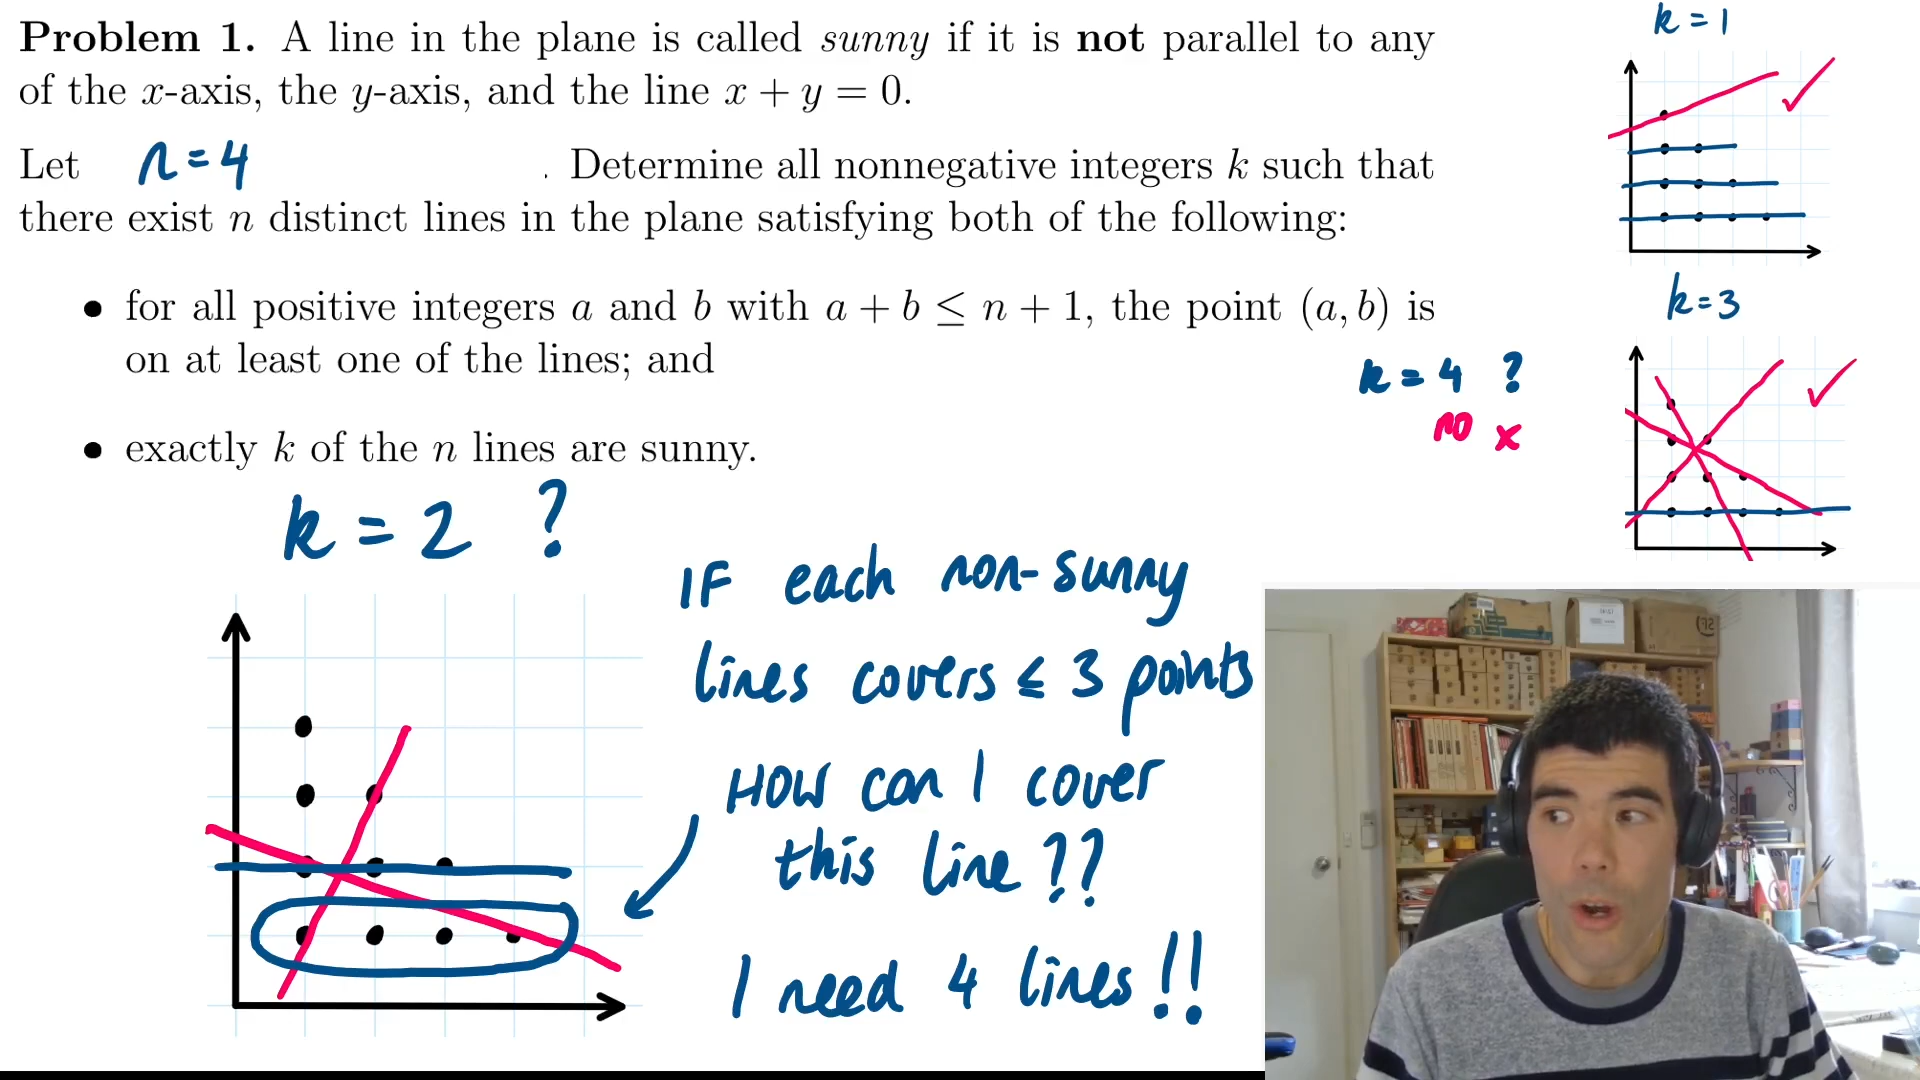 Problem 1. A line in the plane is called sunny if it is not parallel to any
of the x-axis, the y-axis, and the line x + y = 0.
Let n=4 . Determine all nonnegative integers k such that
there exist n distinct lines in the plane satisfying both of the following:
• for all positive integers a and b with a + b ≤ n + 1, the point (a, b) is
on at least one of the lines; and
• exactly k of the n lines are sunny.
k = 2 ?
IF each non-sunny
lines covers ≤ 3 points
How can I cover
this line??
I need 4 lines!!
k = 1
k=3
k = 4 ?
no x